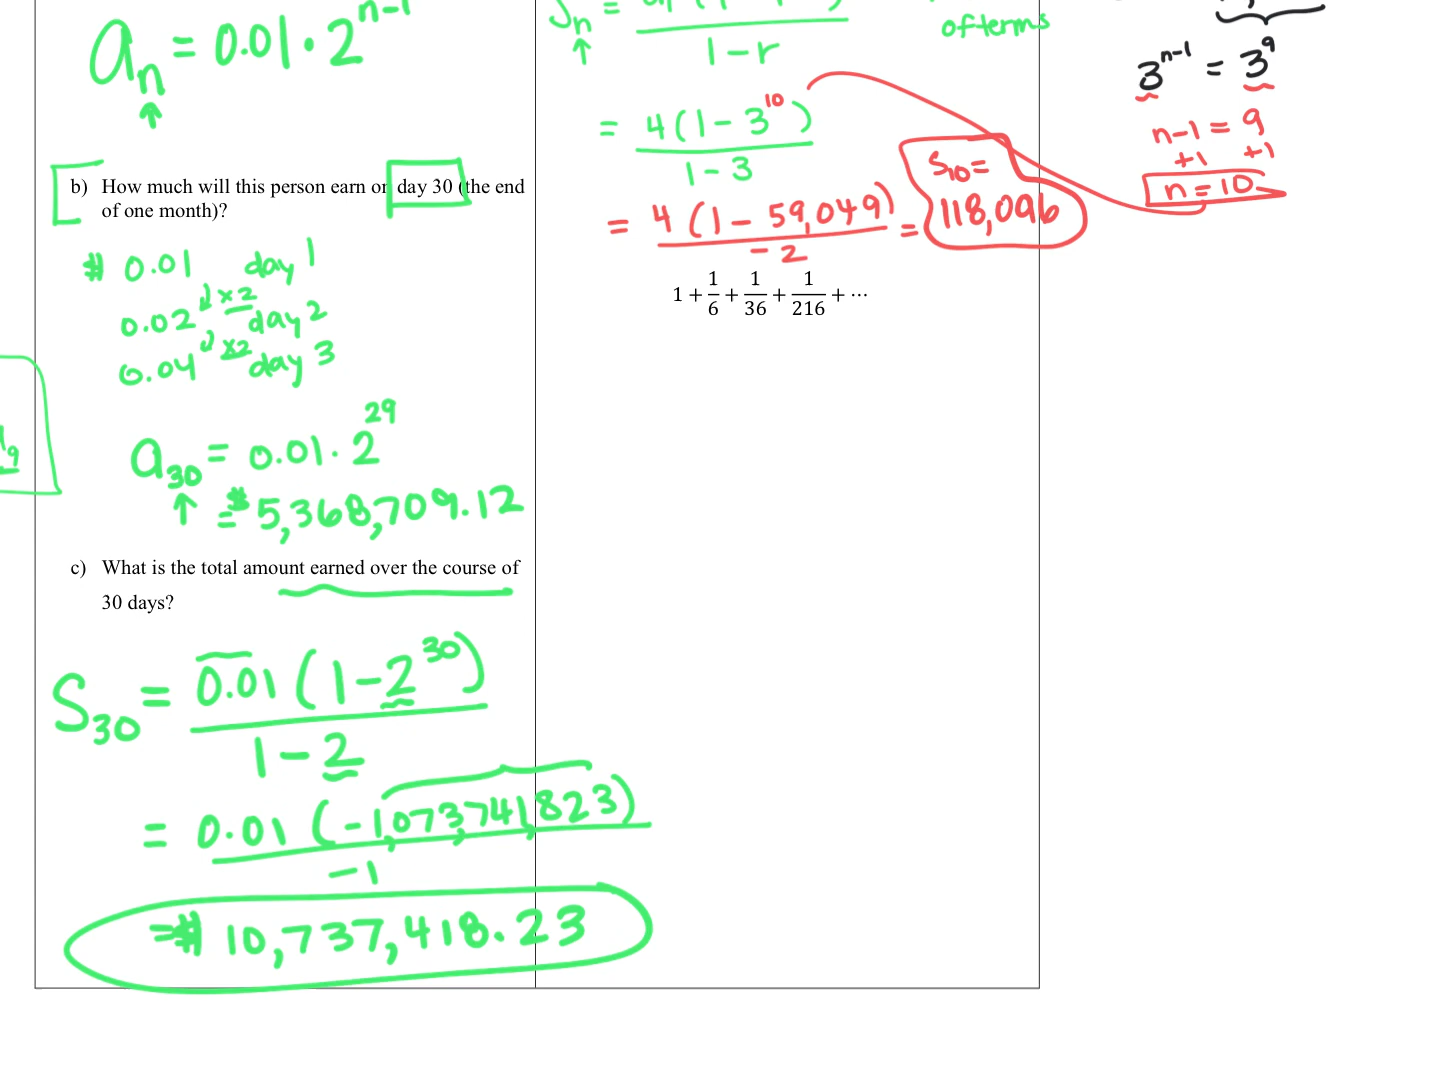 aₙ = 0.01 · 2ⁿ⁻¹
b) How much will this person earn on day 30 (the end
of one month)?
$ 0.01 day 1
×2
0.02 day 2
×2
0.04 day 3
a₃₀ = 0.01 · 2²⁹
= $5,368,709.12
c) What is the total amount earned over the course of
30 days?
S₃₀ = 0.01 (1 − 2³⁰)
1 − 2
= 0.01 (−1,073,741,823)
−1
= $ 10,737,418.23
Sₙ =
1 − r
of terms
= 4(1 − 3¹⁰)
1 − 3
= 4(1 − 59,049) = S₁₀ = 118,096
−2
1 + 1/6 + 1/36 + 1/216 + ⋯
3ⁿ⁻¹ = 3⁹
n−1 = 9
+1 +1
n = 10
9